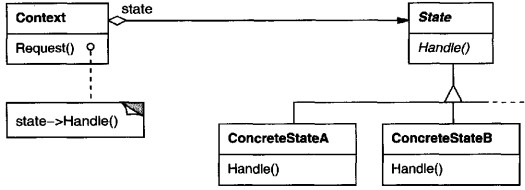 Context
state
State
Request()
Handle()
state->Handle()
ConcreteStateA
ConcreteStateB
Handle()
Handle()